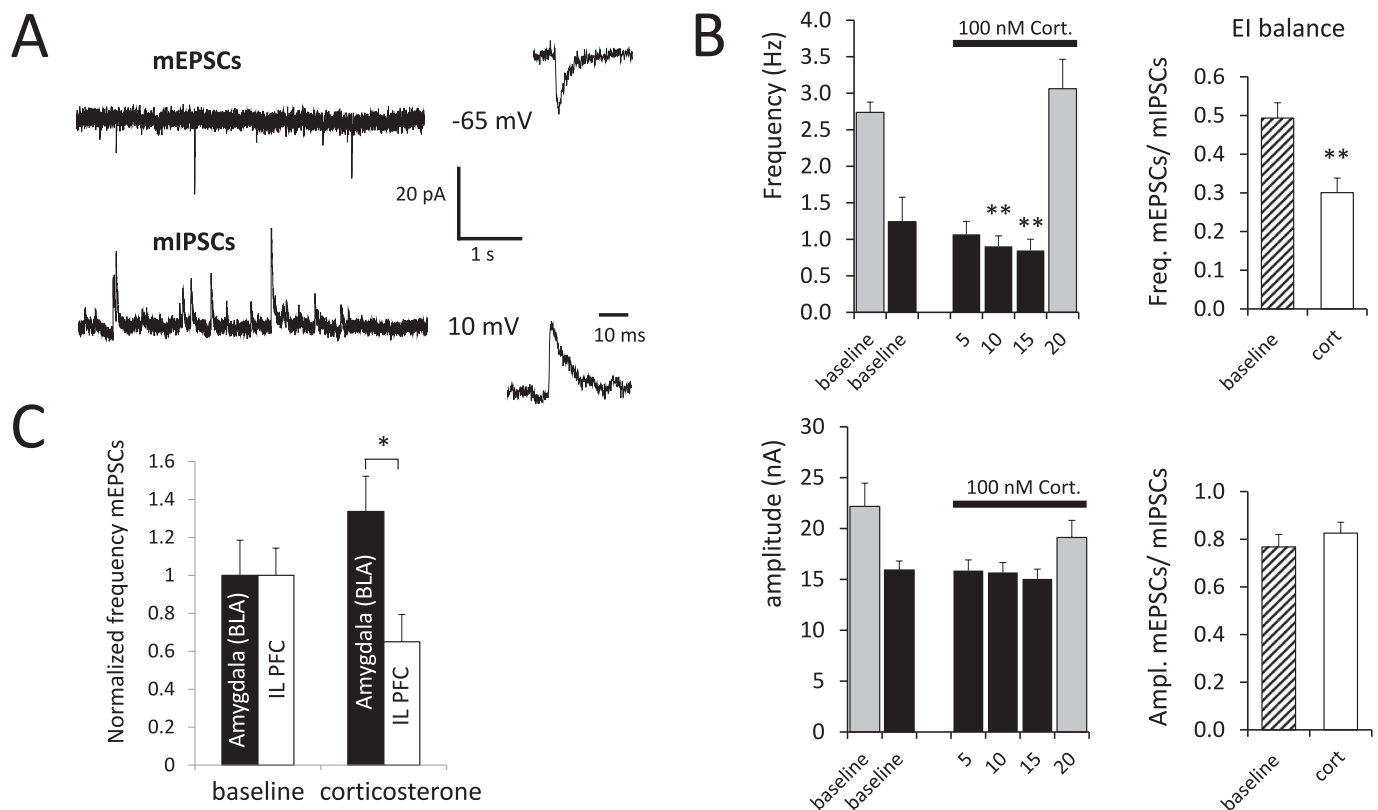 A
mEPSCs
-65 mV
20 pA
1 s
mIPSCs
10 mV
10 ms
B
Frequency (Hz)
4.0
3.5
3.0
2.5
2.0
1.5
1.0
0.5
0.0
100 nM Cort.
**
**
baseline
baseline
5
10
15
20
EI balance
Freq. mEPSCs/ mIPSCs
0.6
0.5
0.4
0.3
0.2
0.1
0.0
**
baseline
cort
amplitude (nA)
30
25
20
15
10
5
0
100 nM Cort.
baseline
baseline
5
10
15
20
Ampl. mEPSCs/ mIPSCs
1.0
0.8
0.6
0.4
0.2
0.0
baseline
cort
C
Normalized frequency mEPSCs
1.6
1.4
1.2
1
0.8
0.6
0.4
0.2
0
*
Amygdala (BLA)
IL PFC
Amygdala (BLA)
IL PFC
baseline
corticosterone